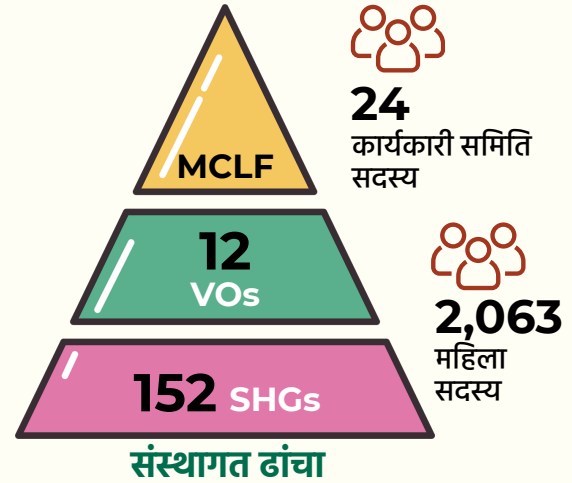 MCLF
24
कार्यकारी समिति
सदस्य
12
VOs
2,063
महिला
सदस्य
152 SHGs
संस्थागत ढांचा